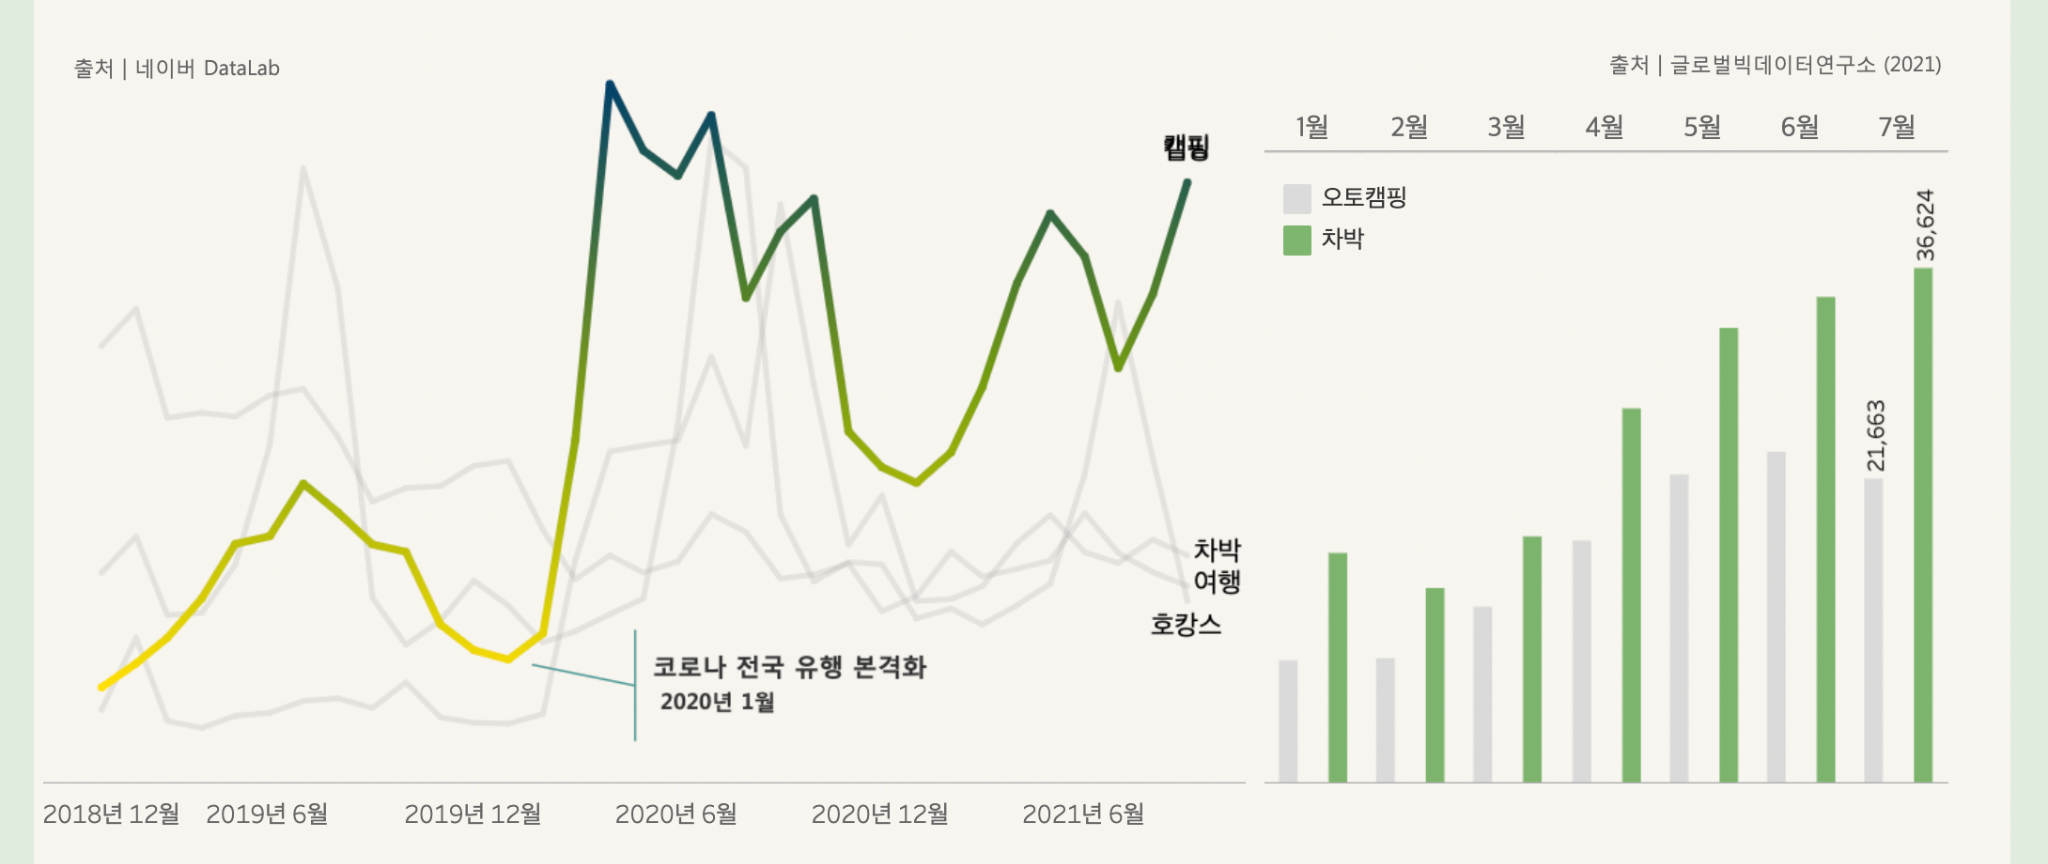 출처 | 네이버 DataLab
캠핑
차박
여행
호캉스
코로나 전국 유행 본격화
2020년 1월
2018년 12월 2019년 6월 2019년 12월 2020년 6월 2020년 12월 2021년 6월
출처 | 글로벌빅데이터연구소 (2021)
1월 2월 3월 4월 5월 6월 7월
오토캠핑
차박
36,624
21,663